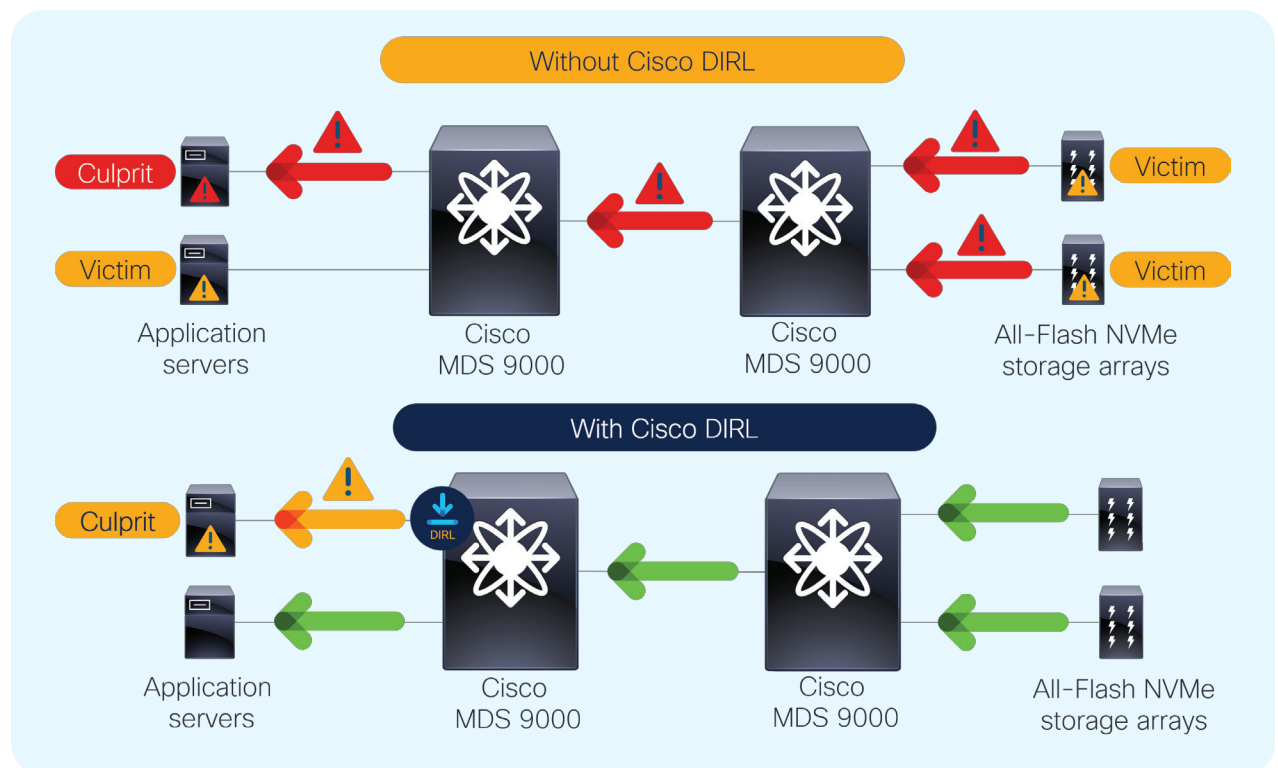 Without Cisco DIRL
Culprit
Victim
Victim
Victim
Application
servers
Cisco
MDS 9000
Cisco
MDS 9000
All-Flash NVMe
storage arrays
With Cisco DIRL
Culprit
DIRL
Application
servers
Cisco
MDS 9000
Cisco
MDS 9000
All-Flash NVMe
storage arrays